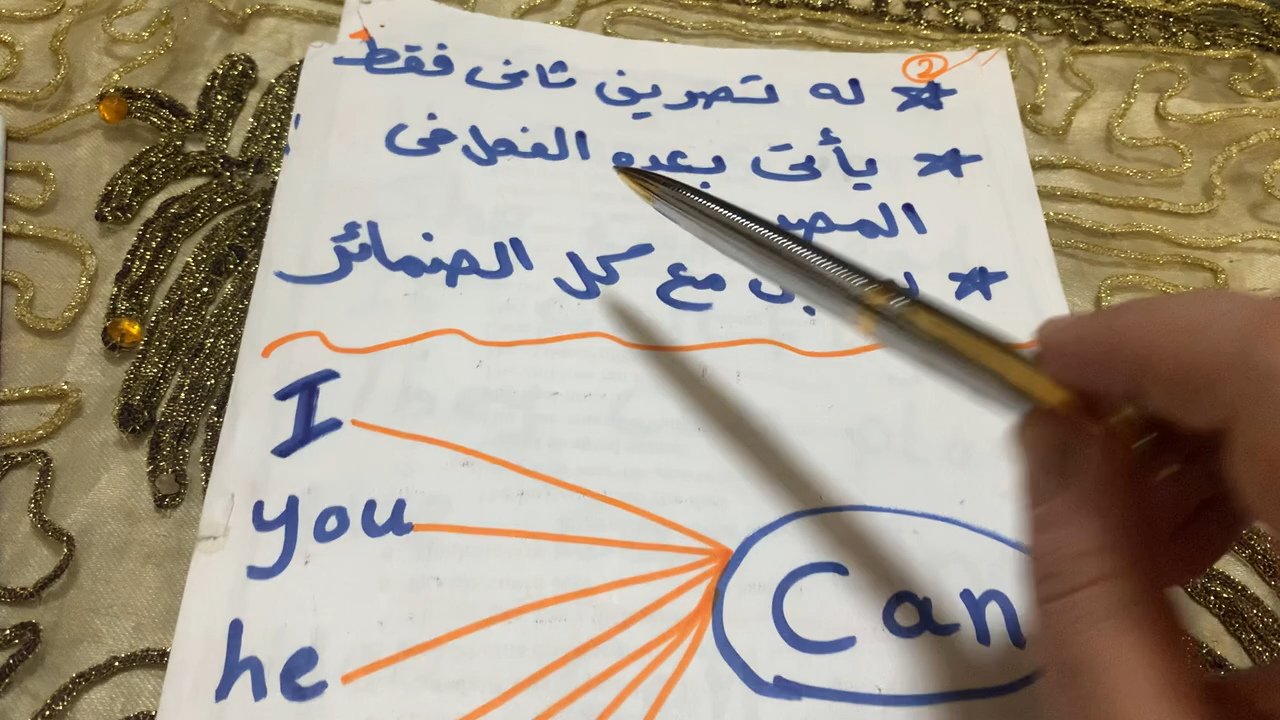 2
له تصريف ثانى فقط
يأتى بعده الفعل فى
المصدر
مع كل الضمائر
I
you
he
Can